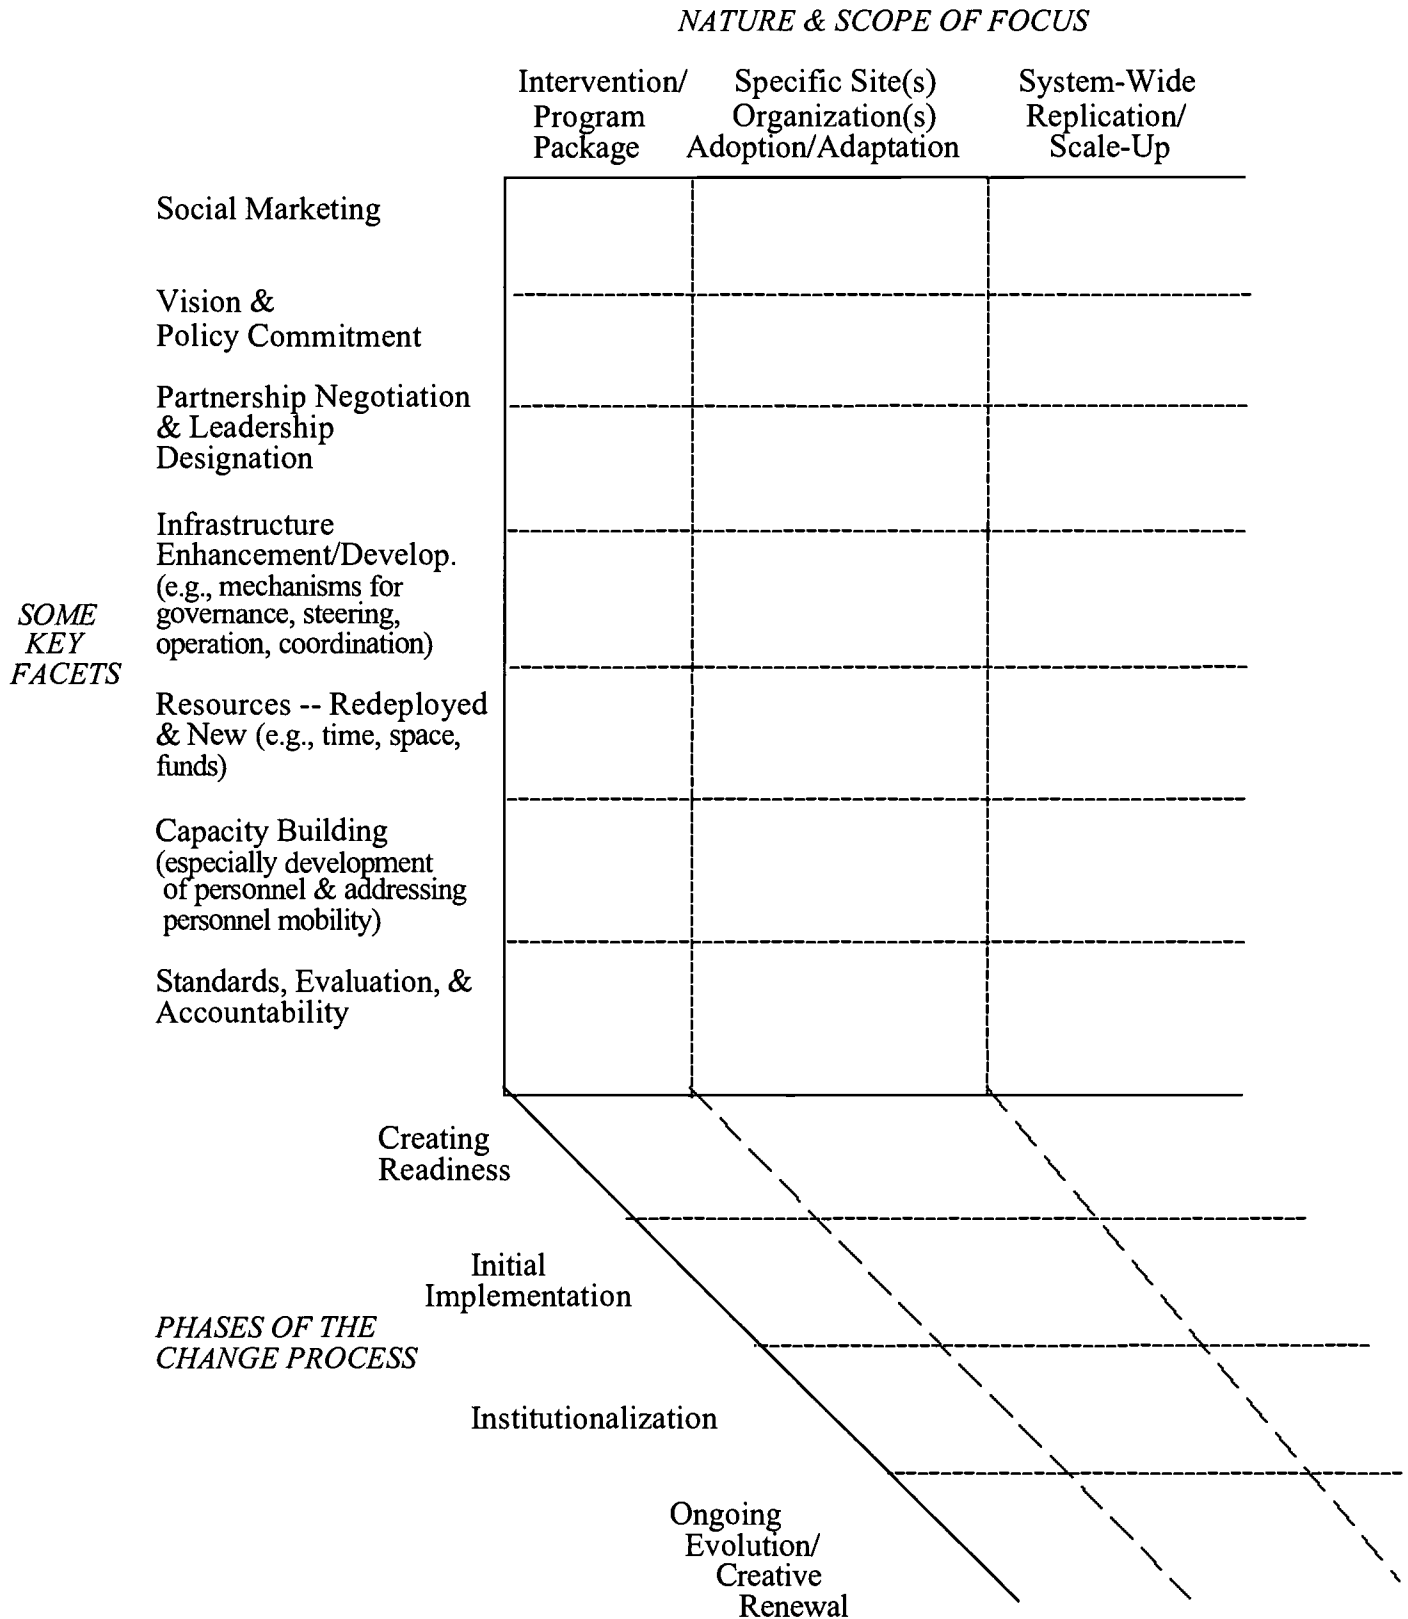 NATURE & SCOPE OF FOCUS
Intervention/
Program
Package
Specific Site(s)
Organization(s)
Adoption/Adaptation
System-Wide
Replication/
Scale-Up
Social Marketing
Vision &
Policy Commitment
Partnership Negotiation
& Leadership
Designation
Infrastructure
Enhancement/Develop.
(e.g., mechanisms for
governance, steering,
operation, coordination)
SOME
KEY
FACETS
Resources -- Redeployed
& New (e.g., time, space,
funds)
Capacity Building
(especially development
of personnel & addressing
personnel mobility)
Standards, Evaluation, &
Accountability
Creating
Readiness
Initial
Implementation
PHASES OF THE
CHANGE PROCESS
Institutionalization
Ongoing
Evolution/
Creative
Renewal